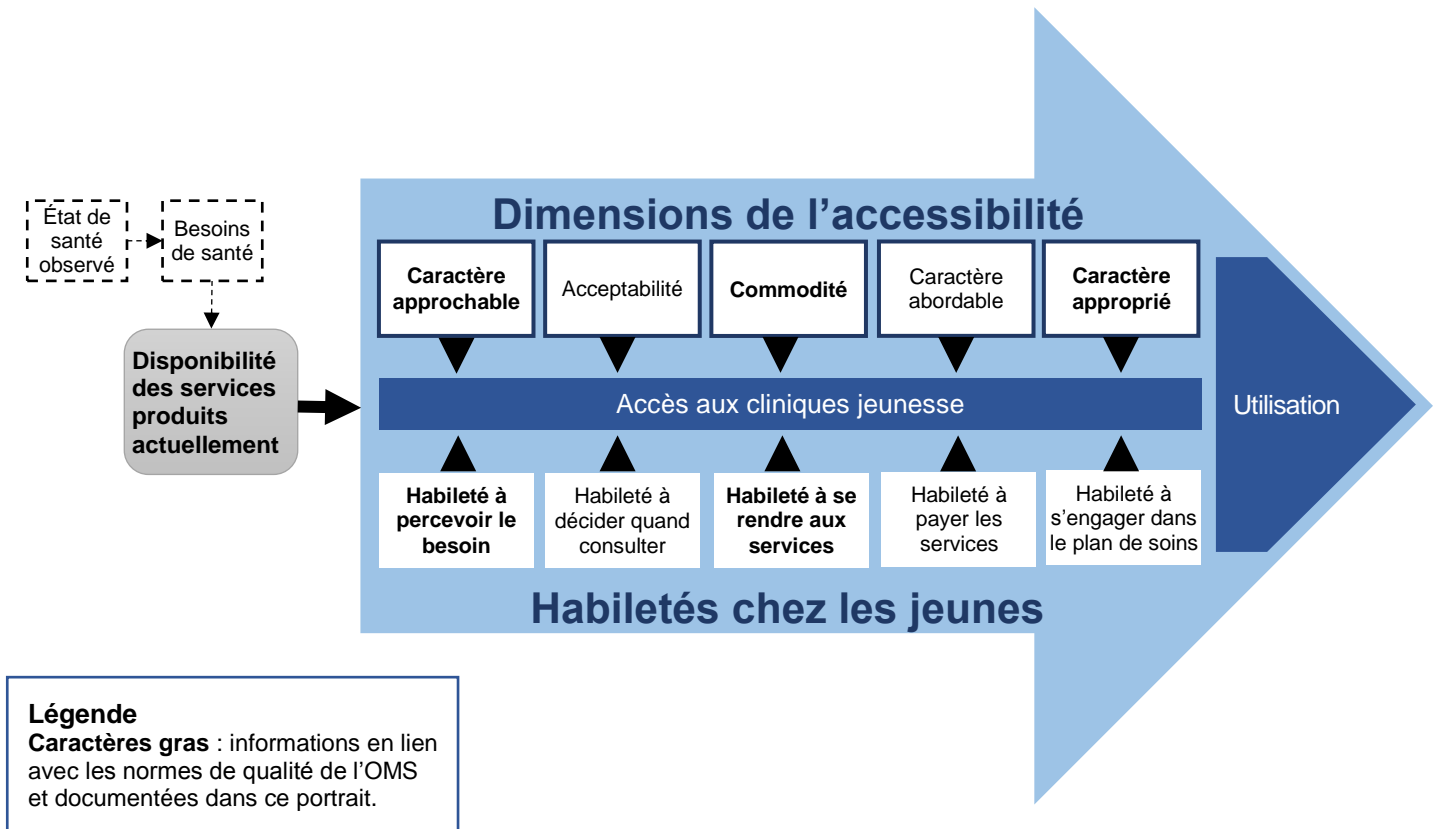 Dimensions de l’accessibilité
État de
santé
observé
Besoins
de santé
Caractère
approchable
Acceptabilité
Commodité
Caractère
abordable
Caractère
approprié
Disponibilité
des services
produits
actuellement
Accès aux cliniques jeunesse
Utilisation
Habileté à
percevoir le
besoin
Habileté à
décider quand
consulter
Habileté à se
rendre aux
services
Habileté à
payer les
services
Habileté à
s’engager dans
le plan de soins
Habiletés chez les jeunes
Légende
Caractères gras : informations en lien
avec les normes de qualité de l’OMS
et documentées dans ce portrait.